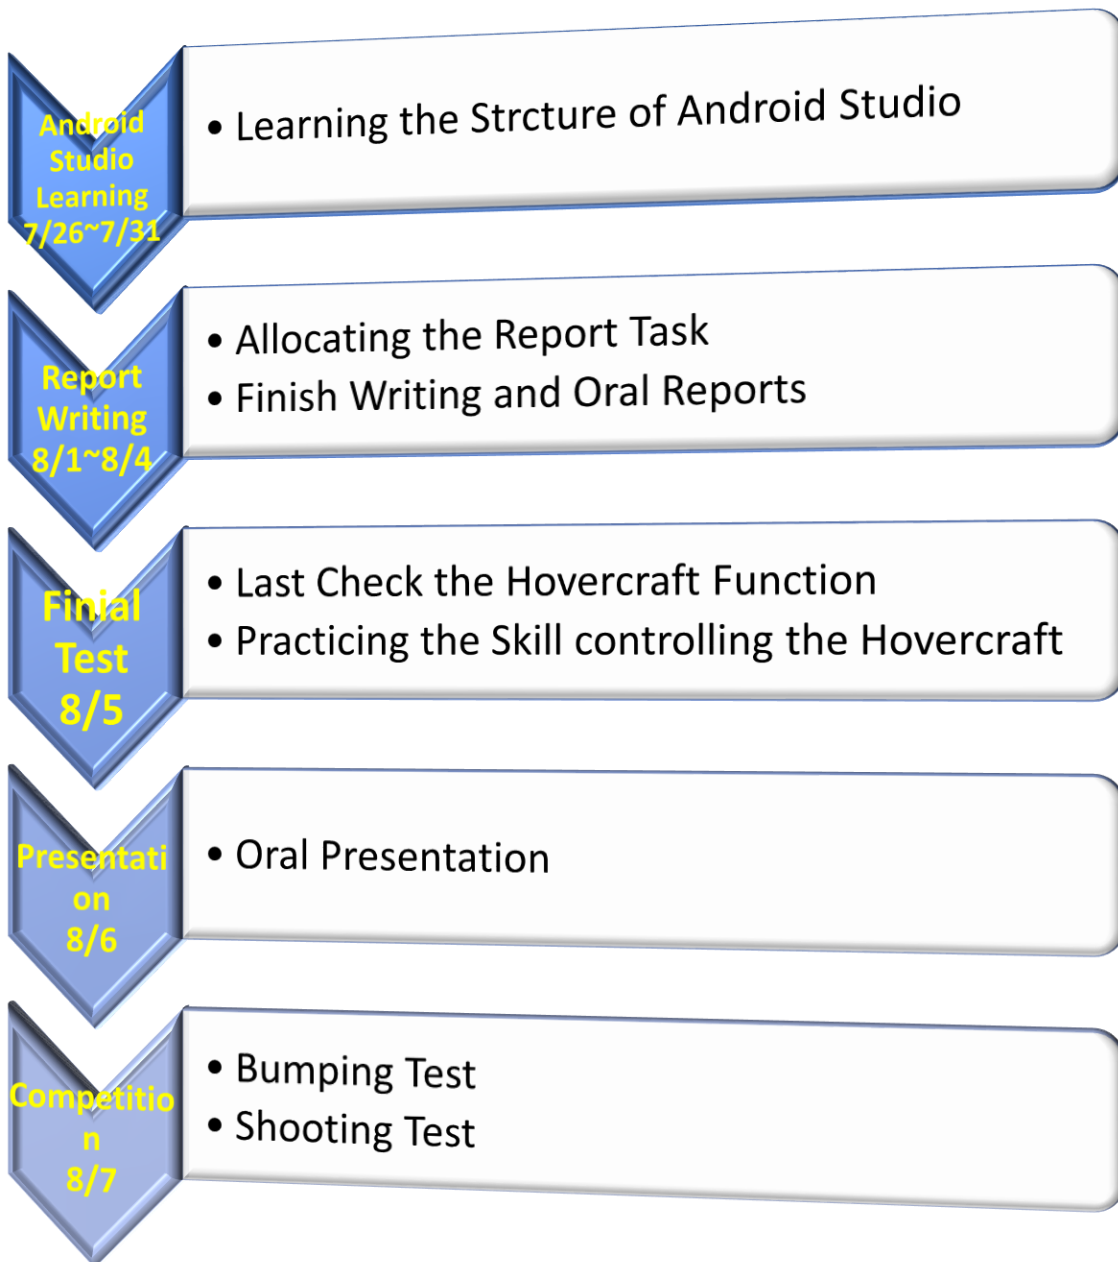 Android
Studio
Learning
7/26~7/31
• Learning the Strcture of Android Studio
Report
Writing
8/1~8/4
• Allocating the Report Task
• Finish Writing and Oral Reports
Finial
Test
8/5
• Last Check the Hovercraft Function
• Practicing the Skill controlling the Hovercraft
Presentati
on
8/6
• Oral Presentation
Competitio
n
8/7
• Bumping Test
• Shooting Test